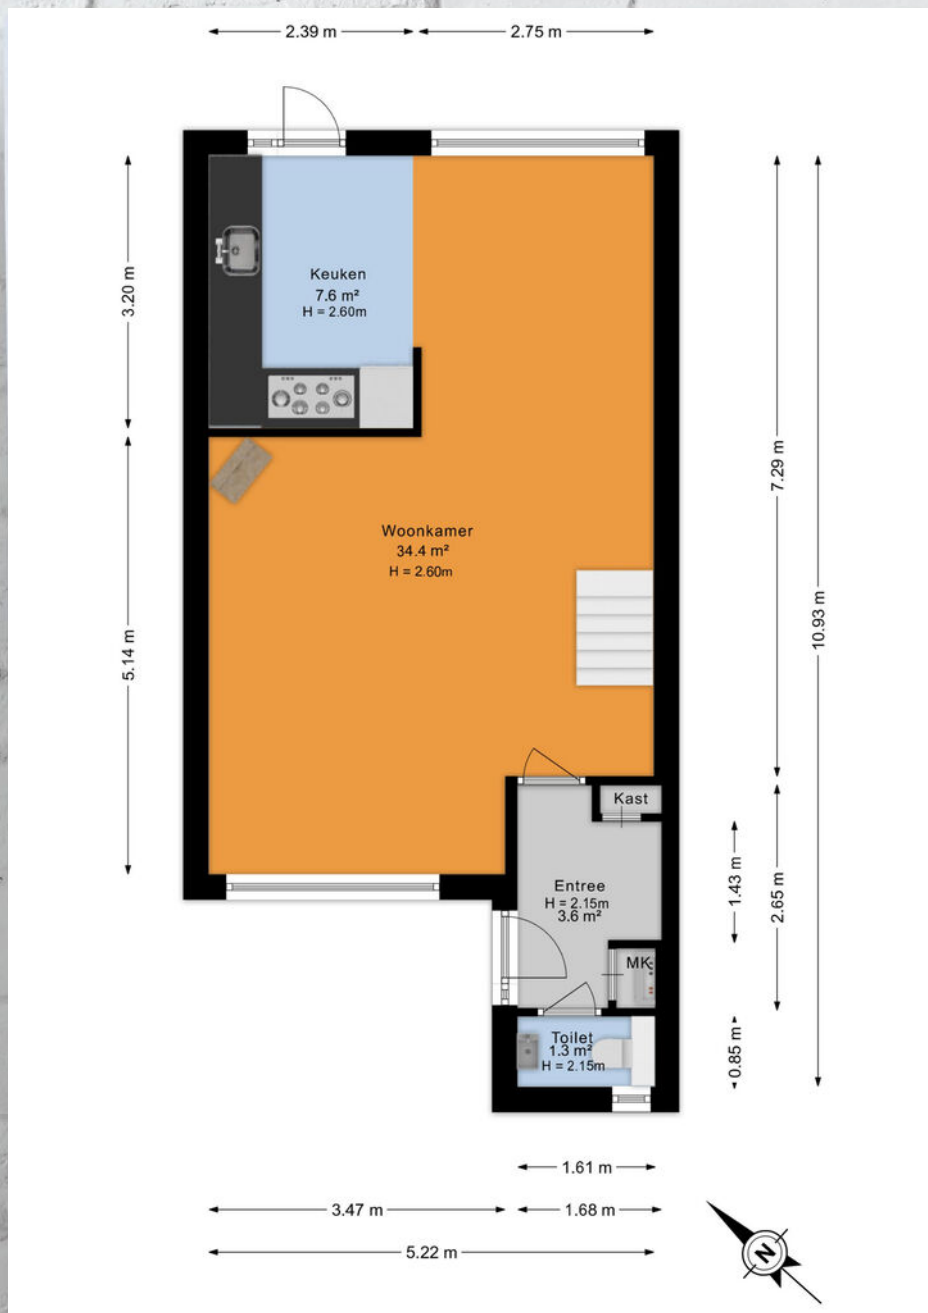 2.39 m
2.75 m
3.20 m
Keuken
7.6 m²
H = 2.60m
7.29 m
Woonkamer
34.4 m²
H = 2.60m
5.14 m
10.93 m
Kast
1.43 m
2.65 m
Entree
H = 2.15m
3.6 m²
MK
Toilet
1.3 m²
H = 2.15m
0.85 m
1.61 m
3.47 m
1.68 m
5.22 m
N